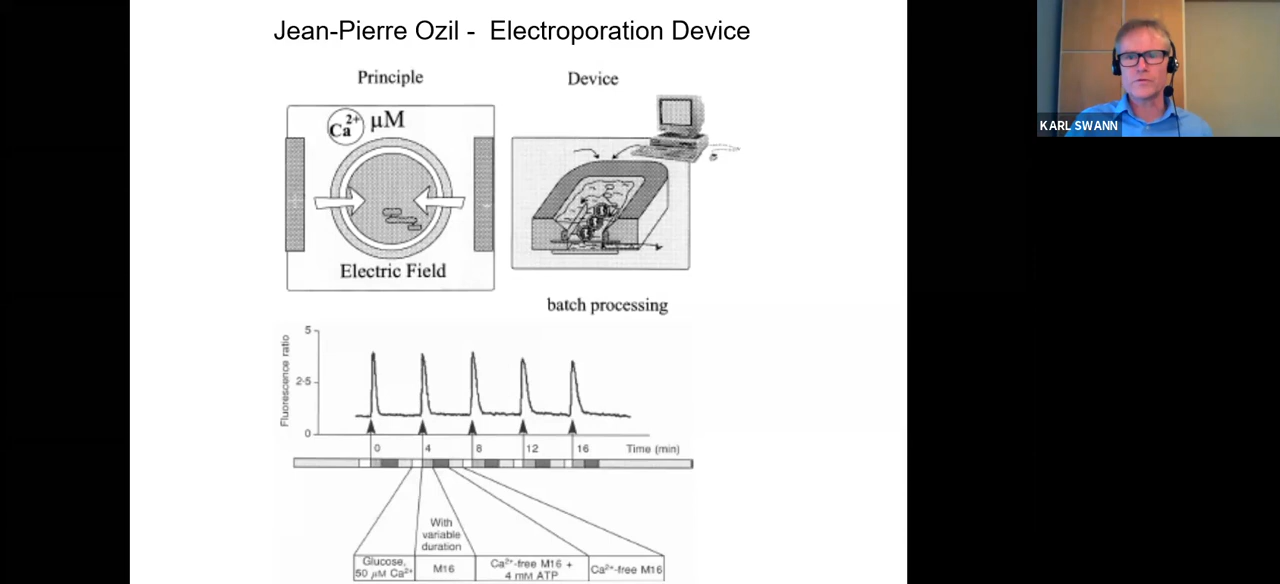 Jean-Pierre Ozil - Electroporation Device
KARL SWANN
Principle
Device
Ca2+ µM
Electric Field
batch processing
Fluorescence ratio
5
2·5
0
0 4 8 12 16 Time (min)
With
variable
duration
Glucose,
50 µM Ca2+
M16
Ca2+-free M16 +
4 mM ATP
Ca2+-free M16